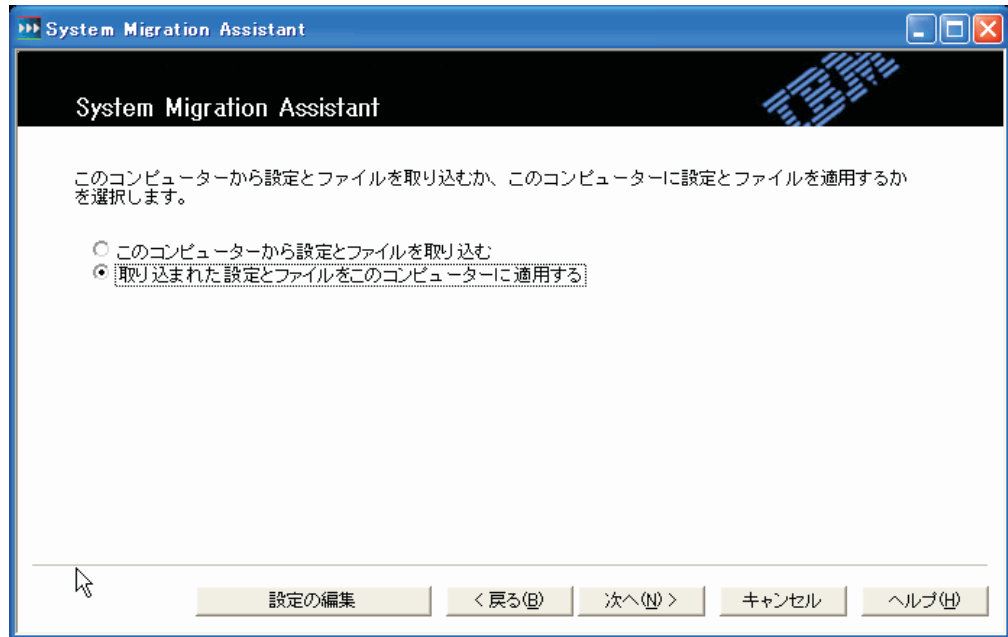 System Migration Assistant
System Migration Assistant
IBM
このコンピューターから設定とファイルを取り込むか、このコンピューターに設定とファイルを適用するか
を選択します。
このコンピューターから設定とファイルを取り込む
取り込まれた設定とファイルをこのコンピューターに適用する
設定の編集 < 戻る(B) 次へ(N) > キャンセル ヘルプ(H)